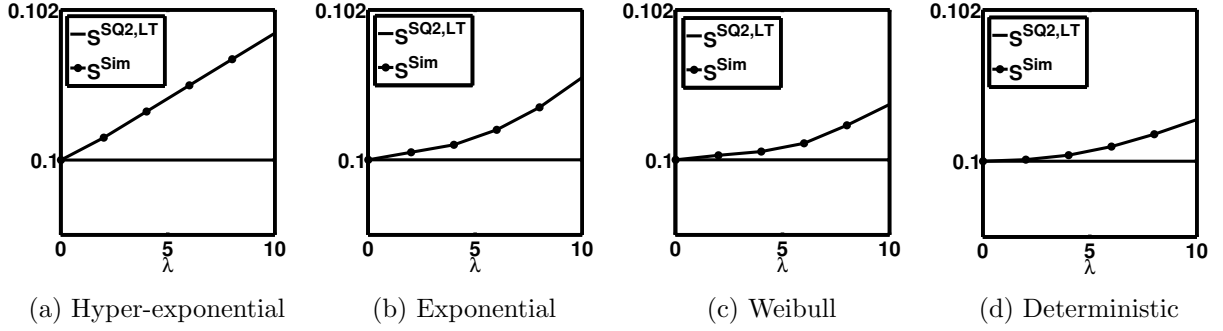 0.102
S^SQ2,LT
S^Sim
0.1
0 5 10
λ
(a) Hyper-exponential
0.102
S^SQ2,LT
S^Sim
0.1
0 5 10
λ
(b) Exponential
0.102
S^SQ2,LT
S^Sim
0.1
0 5 10
λ
(c) Weibull
0.102
S^SQ2,LT
S^Sim
0.1
0 5 10
λ
(d) Deterministic